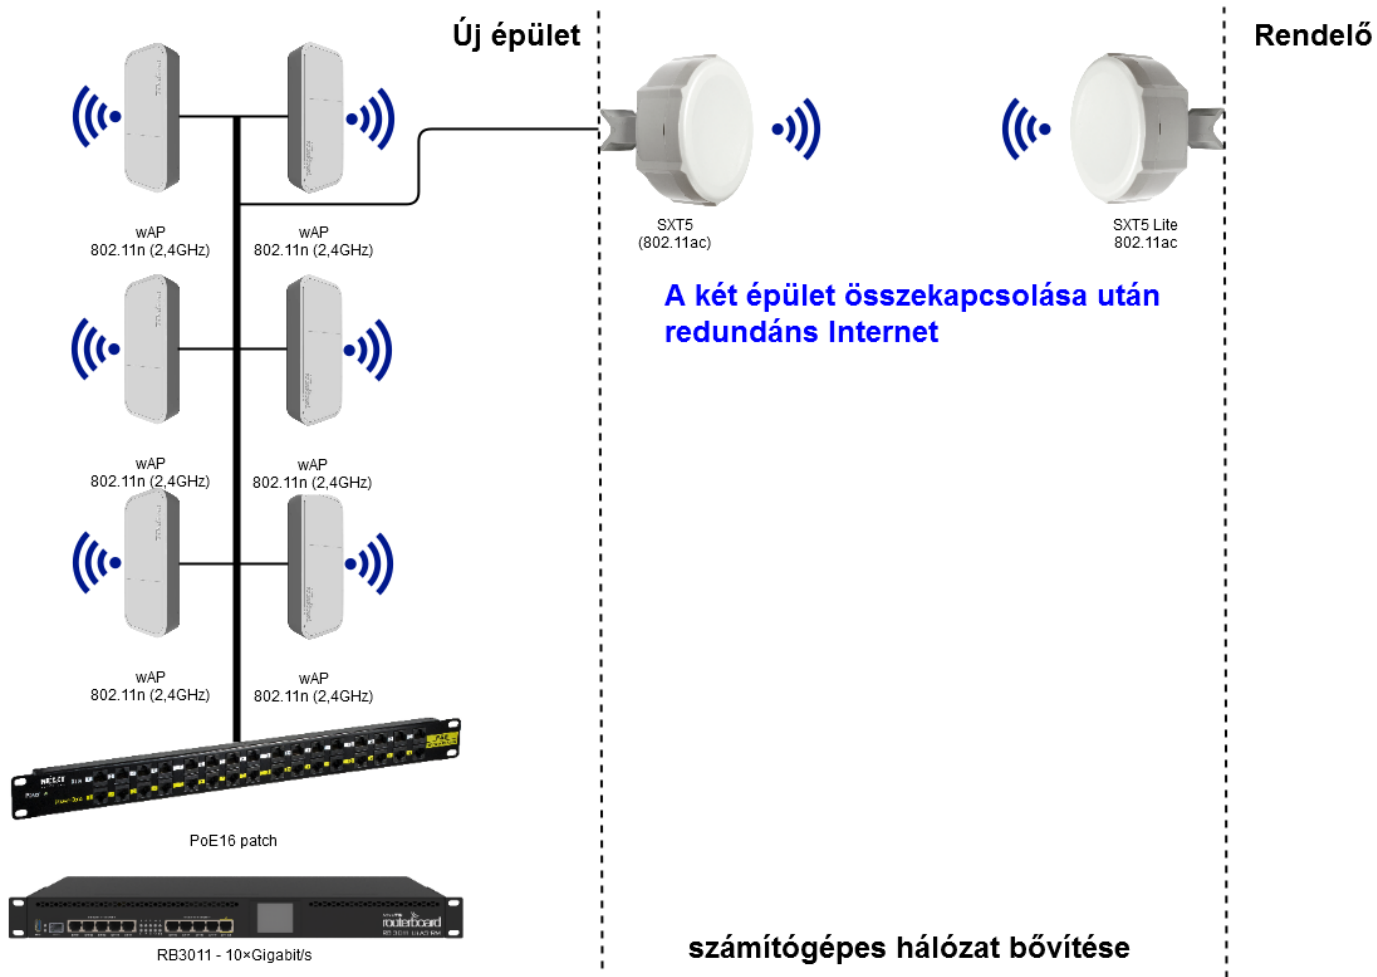 Új épület
Rendelő
wAP
802.11n (2,4GHz)
wAP
802.11n (2,4GHz)
SXT5
(802.11ac)
SXT5 Lite
802.11ac
A két épület összekapcsolása után
redundáns Internet
wAP
802.11n (2,4GHz)
wAP
802.11n (2,4GHz)
wAP
802.11n (2,4GHz)
wAP
802.11n (2,4GHz)
PoE16 patch
routerboard
RB3011 - 10×Gigabit/s
számítógépes hálózat bővítése